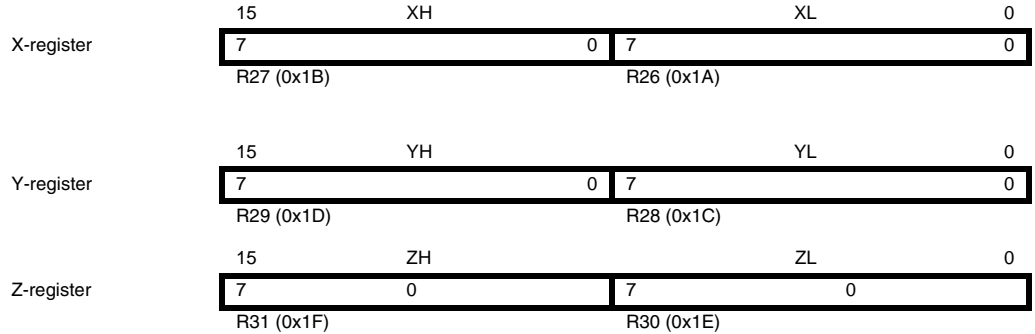 15 XH XL 0
X-register 7 0 7 0
R27 (0x1B) R26 (0x1A)
15 YH YL 0
Y-register 7 0 7 0
R29 (0x1D) R28 (0x1C)
15 ZH ZL 0
Z-register 7 0 7 0
R31 (0x1F) R30 (0x1E)